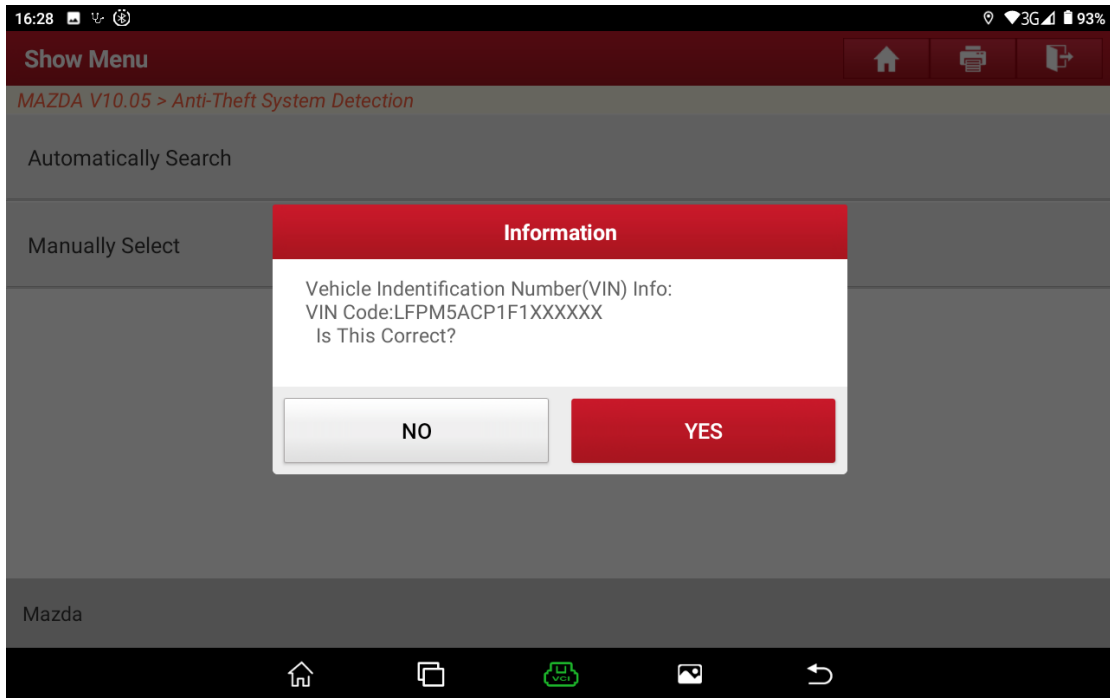 16:28 3G 93%
Show Menu
MAZDA V10.05 > Anti-Theft System Detection
Automatically Search
Manually Select
Information
Vehicle Indentification Number(VIN) Info:
VIN Code:LFPM5ACP1F1XXXXXX
Is This Correct?
NO YES
Mazda
VCI